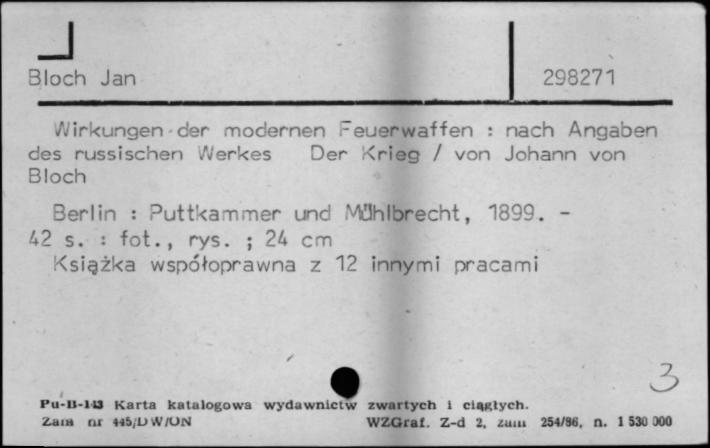 Bloch Jan 298271
Wirkungen der modernen Feuerwaffen : nach Angaben
des russischen Werkes Der Krieg / von Johann von
Bloch
Berlin : Puttkammer und Mühlbrecht, 1899. -
42 s. : fot., rys. ; 24 cm
Książka współoprawna z 12 innymi pracami
3
Pu-B-143 Karta katalogowa wydawnictw zwartych i ciągłych.
Zam nr 445/DW/ON WZGraf. Z-d 2, zam 254/86, n. 1 530 000